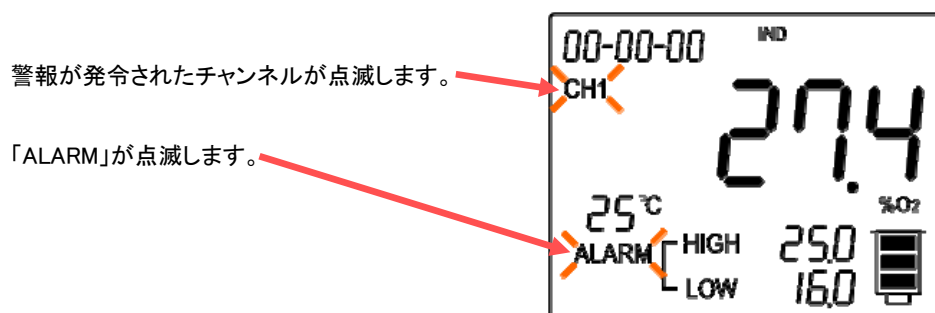 00-00-00 IND
警報が発令されたチャンネルが点滅します。
CH1
27.4
「ALARM」が点滅します。
%O2
25℃
ALARM HIGH 25.0
LOW 16.0